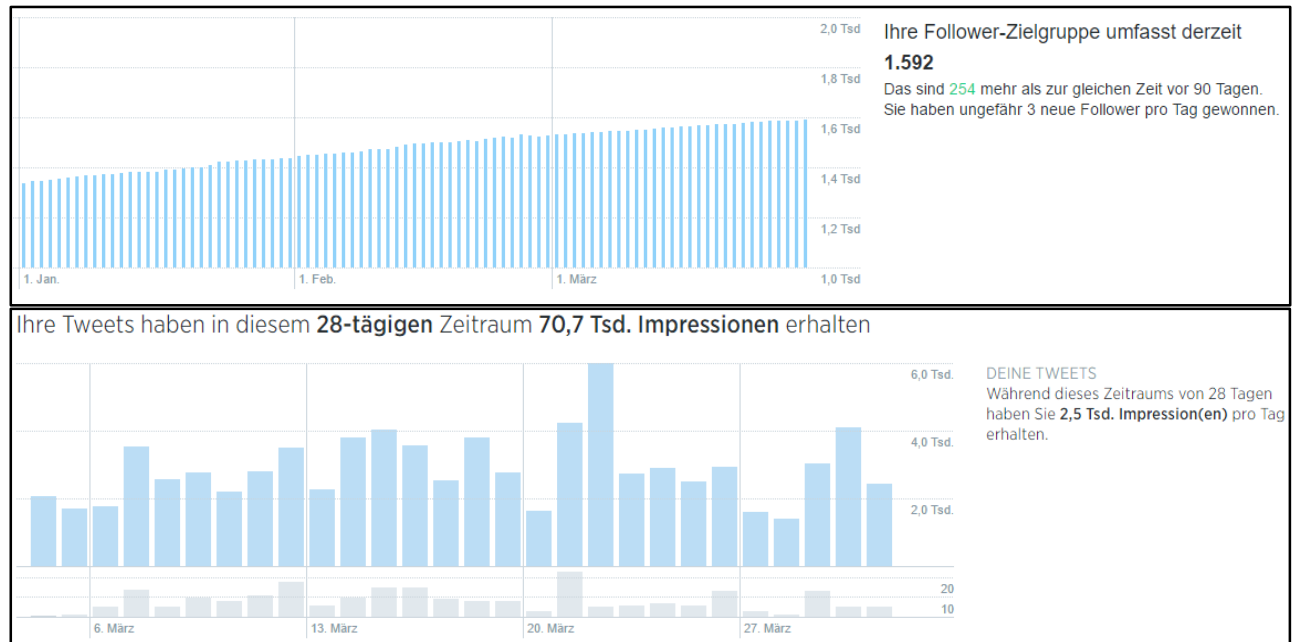 2,0 Tsd
1,8 Tsd
1,6 Tsd
1,4 Tsd
1,2 Tsd
1,0 Tsd
1. Jan.
1. Feb.
1. März
Ihre Follower-Zielgruppe umfasst derzeit
1.592
Das sind 254 mehr als zur gleichen Zeit vor 90 Tagen.
Sie haben ungefähr 3 neue Follower pro Tag gewonnen.
Ihre Tweets haben in diesem 28-tägigen Zeitraum 70,7 Tsd. Impressionen erhalten
6,0 Tsd.
4,0 Tsd.
2,0 Tsd.
20
10
6. März
13. März
20. März
27. März
DEINE TWEETS
Während dieses Zeitraums von 28 Tagen
haben Sie 2,5 Tsd. Impression(en) pro Tag
erhalten.